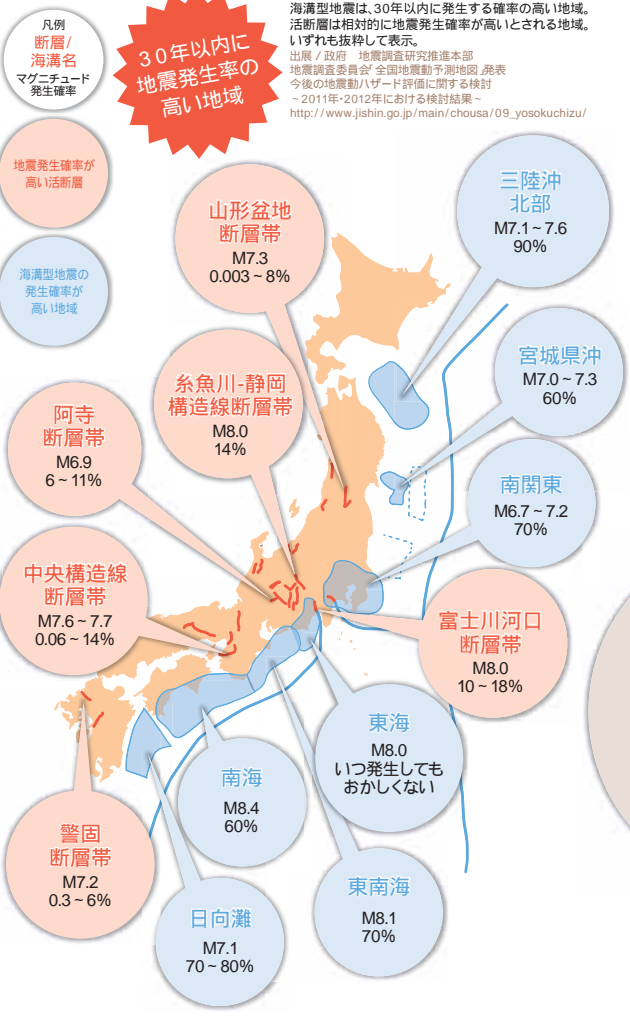 凡例
断層/
海溝名
マグニチュード
発生確率
30年以内に
地震発生率の
高い地域
海溝型地震は、30年以内に発生する確率の高い地域。
活断層は相対的に地震発生確率が高いとされる地域。
いずれも抜粋して表示。
出展 / 政府 地震調査研究推進本部
地震調査委員会「全国地震動予測地図」発表
今後の地震動ハザード評価に関する検討
~2011年・2012年における検討結果~
http://www.jishin.go.jp/main/chousa/09_yosokuchizu/
地震発生確率が
高い活断層
海溝型地震の
発生確率が
高い地域
山形盆地
断層帯
M7.3
0.003~8%
三陸沖
北部
M7.1~7.6
90%
糸魚川-静岡
構造線断層帯
M8.0
14%
宮城県沖
M7.0~7.3
60%
阿寺
断層帯
M6.9
6~11%
南関東
M6.7~7.2
70%
中央構造線
断層帯
M7.6~7.7
0.06~14%
富士川河口
断層帯
M8.0
10~18%
東海
M8.0
いつ発生しても
おかしくない
南海
M8.4
60%
警固
断層帯
M7.2
0.3~6%
東南海
M8.1
70%
日向灘
M7.1
70~80%